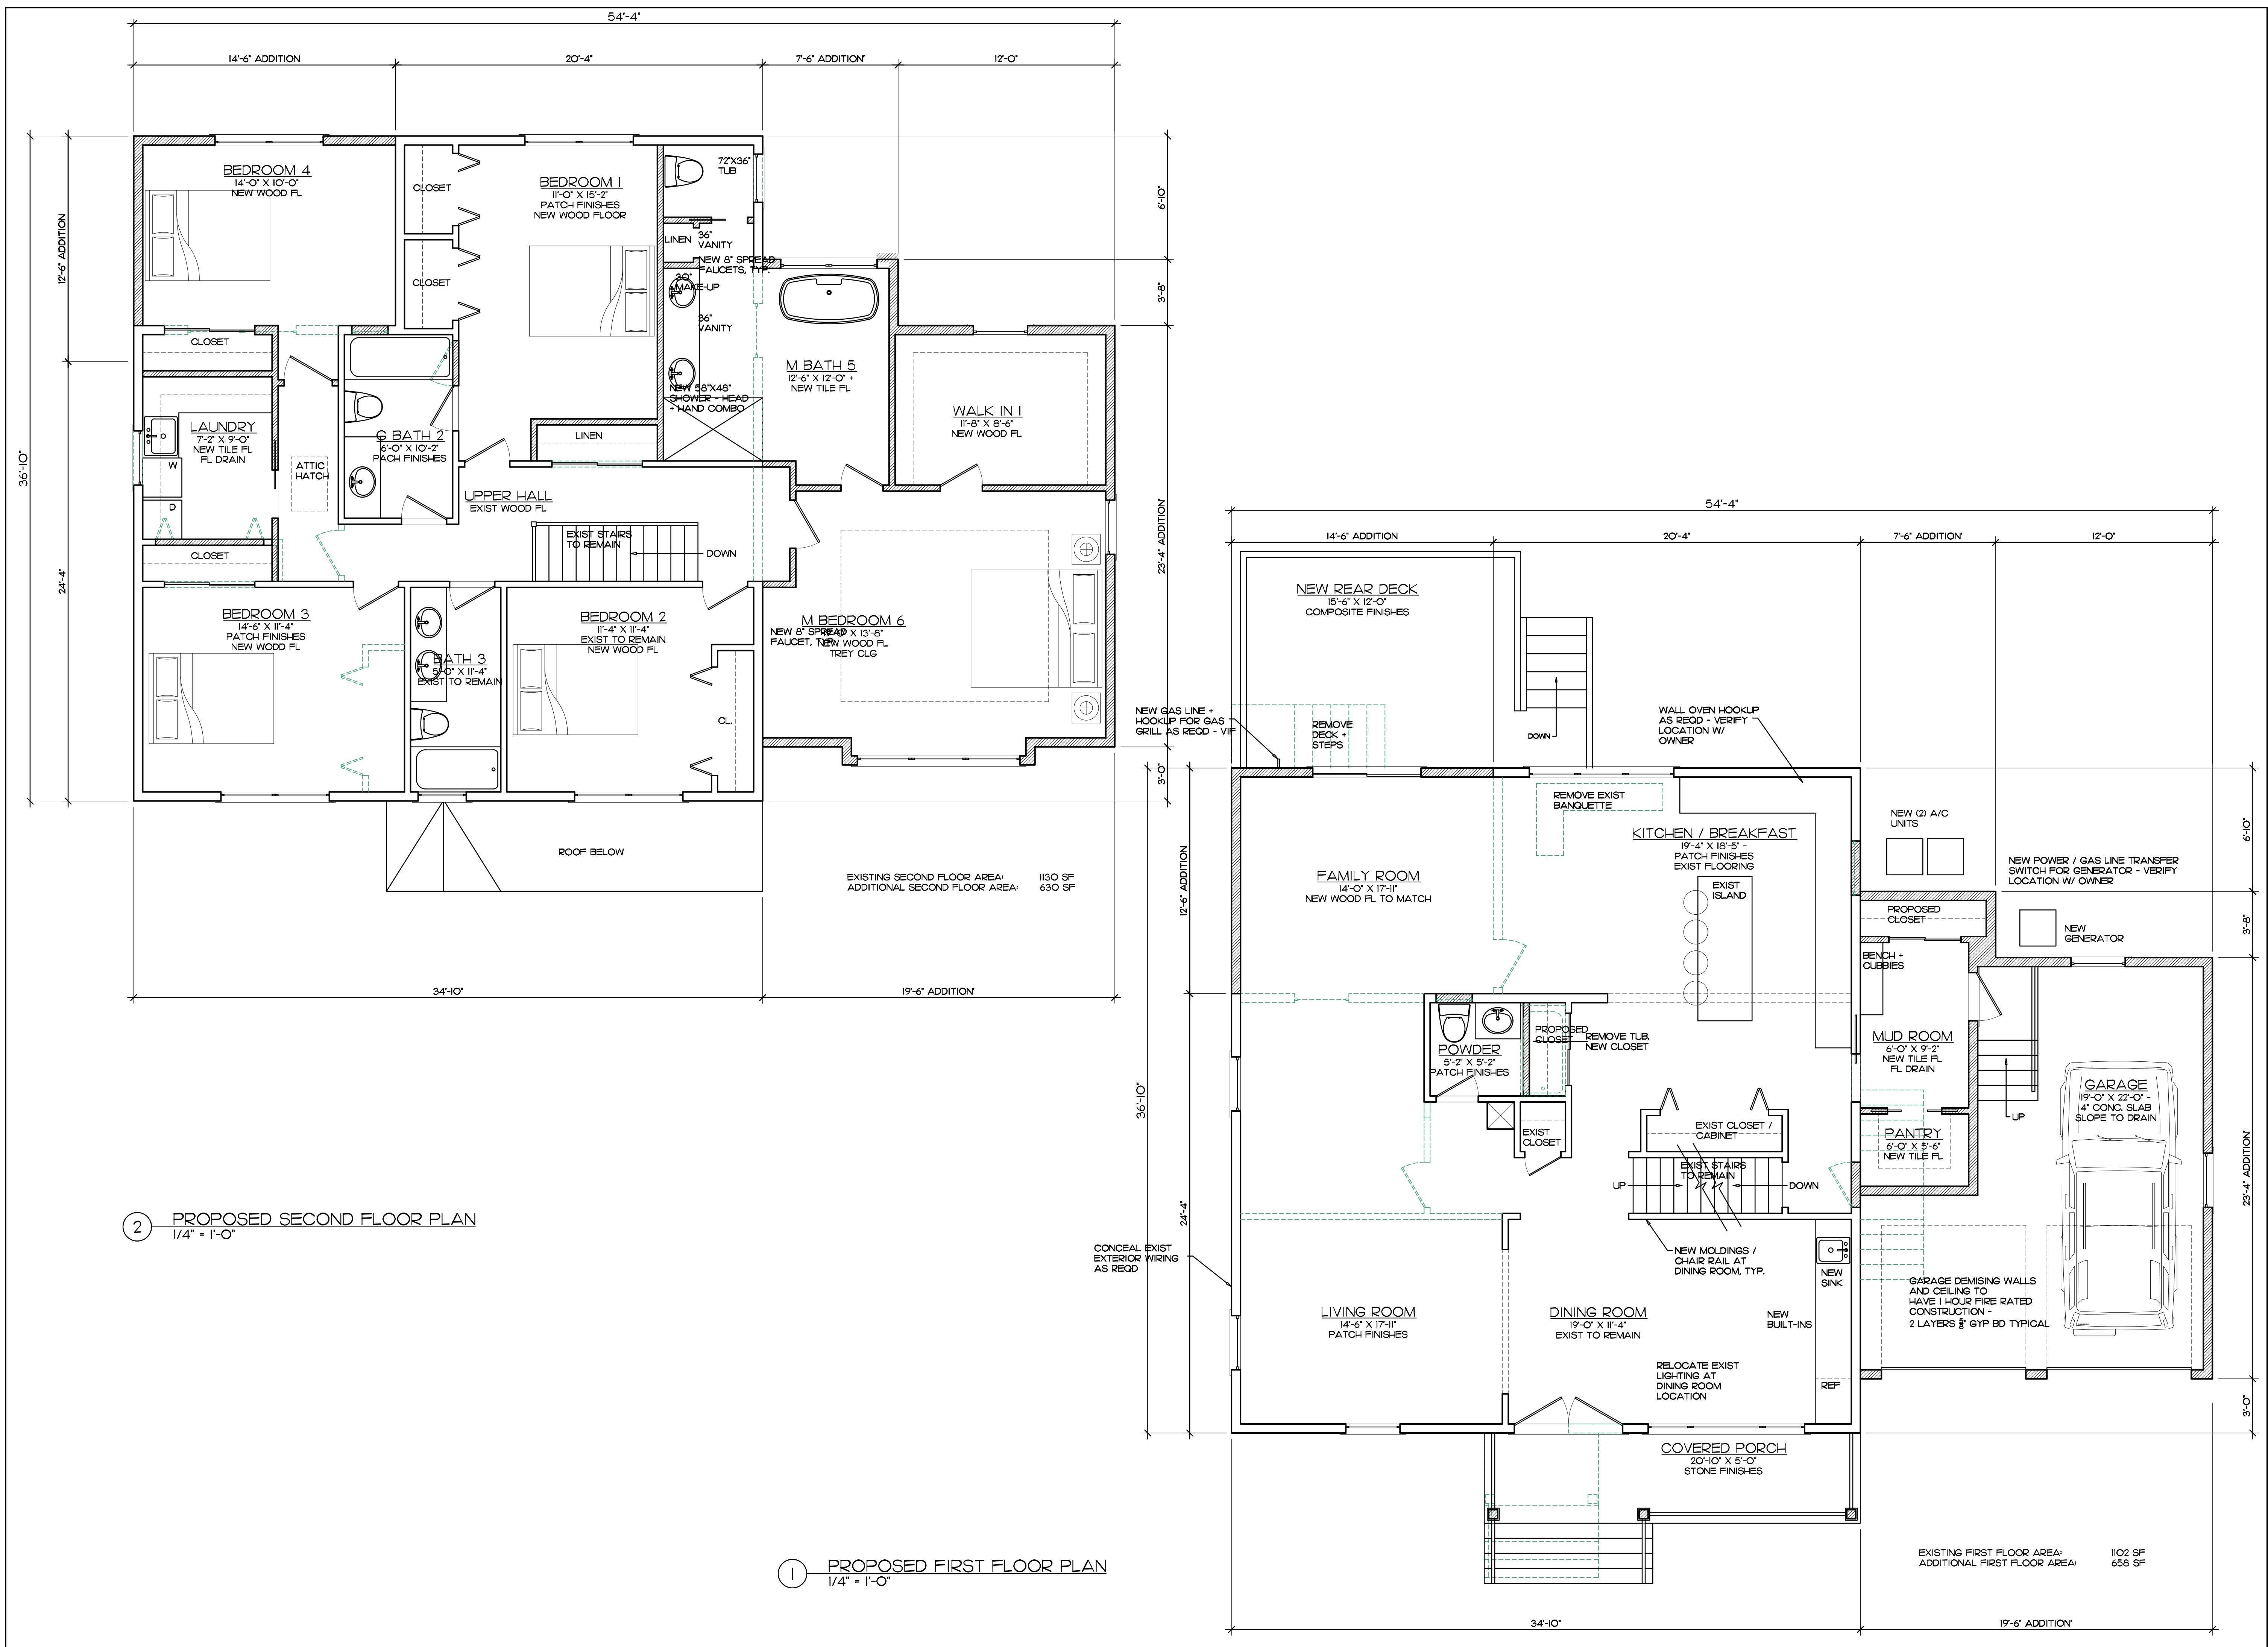 54'-4"
14'-6" ADDITION
20'-4"
7'-6" ADDITION'
12'-0"
36'-10"
12'-6" ADDITION
24'-4"
6'-10"
3'-8"
23'-4" ADDITION'
3'-0"
BEDROOM 4
14'-0" X 10'-0"
NEW WOOD FL
CLOSET
CLOSET
BEDROOM 1
11'-0" X 15'-2"
PATCH FINISHES
NEW WOOD FLOOR
72"X36"
TUB
LINEN
36"
VANITY
NEW 8" SPREAD
FAUCETS, TYP.
30"
MAKE-UP
36"
VANITY
NEW 58"X48"
SHOWER - HEAD
+ HAND COMBO
M BATH 5
12'-6" X 12'-0" +
NEW TILE FL
WALK IN 1
11'-8" X 8'-6"
NEW WOOD FL
CLOSET
LAUNDRY
7'-2" X 9'-0"
NEW TILE FL
FL DRAIN
W
D
ATTIC
HATCH
G BATH 2
6'-0" X 10'-2"
PACH FINISHES
LINEN
UPPER HALL
EXIST WOOD FL
EXIST STAIRS
TO REMAIN
DOWN
CLOSET
BEDROOM 3
14'-6" X 11'-4"
PATCH FINISHES
NEW WODD FL
BATH 3
5'-0" X 11'-4"
EXIST TO REMAIN
BEDROOM 2
11'-4" X 11'-4"
EXIST TO REMAIN
NEW WOOD FL
CL.
M BEDROOM 6
X 13'-8"
NEW WOOD FL
TREY CLG
NEW 8" SPREAD
FAUCET, TYP.
ROOF BELOW
EXISTING SECOND FLOOR AREA: 1130 SF
ADDITIONAL SECOND FLOOR AREA: 630 SF
34'-10"
19'-6" ADDITION'
2
PROPOSED SECOND FLOOR PLAN
1/4" = 1'-0"
54'-4"
14'-6" ADDITION
20'-4"
7'-6" ADDITION'
12'-0"
NEW REAR DECK
15'-6" X 12'-0"
COMPOSITE FINISHES
DOWN
NEW GAS LINE +
HOOKUP FOR GAS
GRILL AS REQD - VIF
REMOVE
DECK +
STEPS
WALL OVEN HOOKUP
AS REQD - VERIFY
LOCATION W/
OWNER
REMOVE EXIST
BANQUETTE
KITCHEN / BREAKFAST
19'-4" X 18'-5" -
PATCH FINISHES
EXIST FLOORING
EXIST
ISLAND
FAMILY ROOM
14'-0" X 17'-11"
NEW WOOD FL TO MATCH
NEW (2) A/C
UNITS
NEW POWER / GAS LINE TRANSFER
SWITCH FOR GENERATOR - VERIFY
LOCATION W/ OWNER
NEW
GENERATOR
PROPOSED
CLOSET
BENCH +
CUBBIES
MUD ROOM
6'-0" X 9'-2"
NEW TILE FL
FL DRAIN
PANTRY
6'-0" X 5'-6"
NEW TILE FL
UP
GARAGE
19'-0" X 22'-0" -
4" CONC. SLAB
SLOPE TO DRAIN
POWDER
5'-2" X 5'-2"
PATCH FINISHES
PROPOSED
CLOSET
REMOVE TUB.
NEW CLOSET
EXIST
CLOSET
EXIST CLOSET /
CABINET
EXIST STAIRS
TO REMAIN
UP
DOWN
CONCEAL EXIST
EXTERIOR WIRING
AS REQD
NEW MOLDINGS /
CHAIR RAIL AT
DINING ROOM, TYP.
NEW
SINK
NEW
BUILT-INS
REF
LIVING ROOM
14'-6" X 17'-11"
PATCH FINISHES
DINING ROOM
19'-0" X 11'-4"
EXIST TO REMAIN
RELOCATE EXIST
LIGHTING AT
DINING ROOM
LOCATION
GARAGE DEMISING WALLS
AND CEILING TO
HAVE 1 HOUR FIRE RATED
CONSTRUCTION -
2 LAYERS GYP BD TYPICAL
COVERED PORCH
20'-10" X 5'-0"
STONE FINISHES
36'-10"
12'-6" ADDITION
24'-4"
6'-10"
3'-8"
23'-4" ADDITION'
3'-0"
EXISTING FIRST FLOOR AREA: 1102 SF
ADDITIONAL FIRST FLOOR AREA: 658 SF
34'-10"
19'-6" ADDITION'
1
PROPOSED FIRST FLOOR PLAN
1/4" = 1'-0"